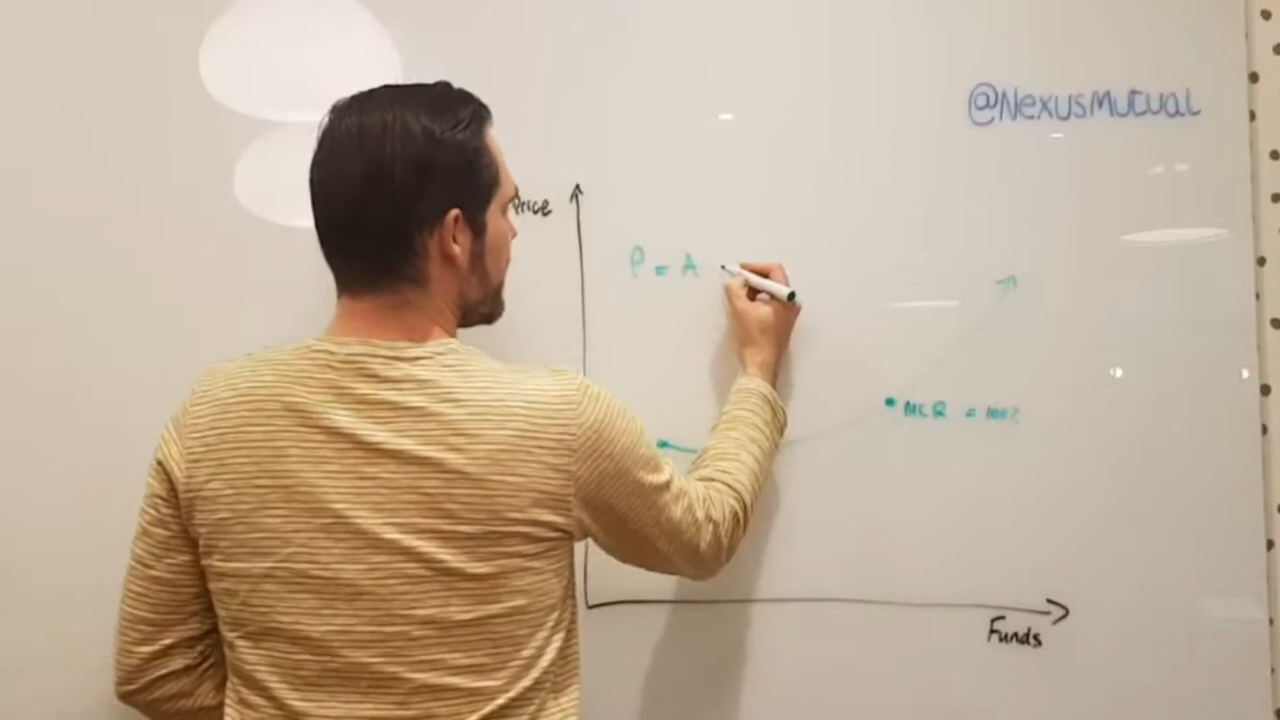 @NexusMutual
Price
P = A
MCR = 100%
Funds